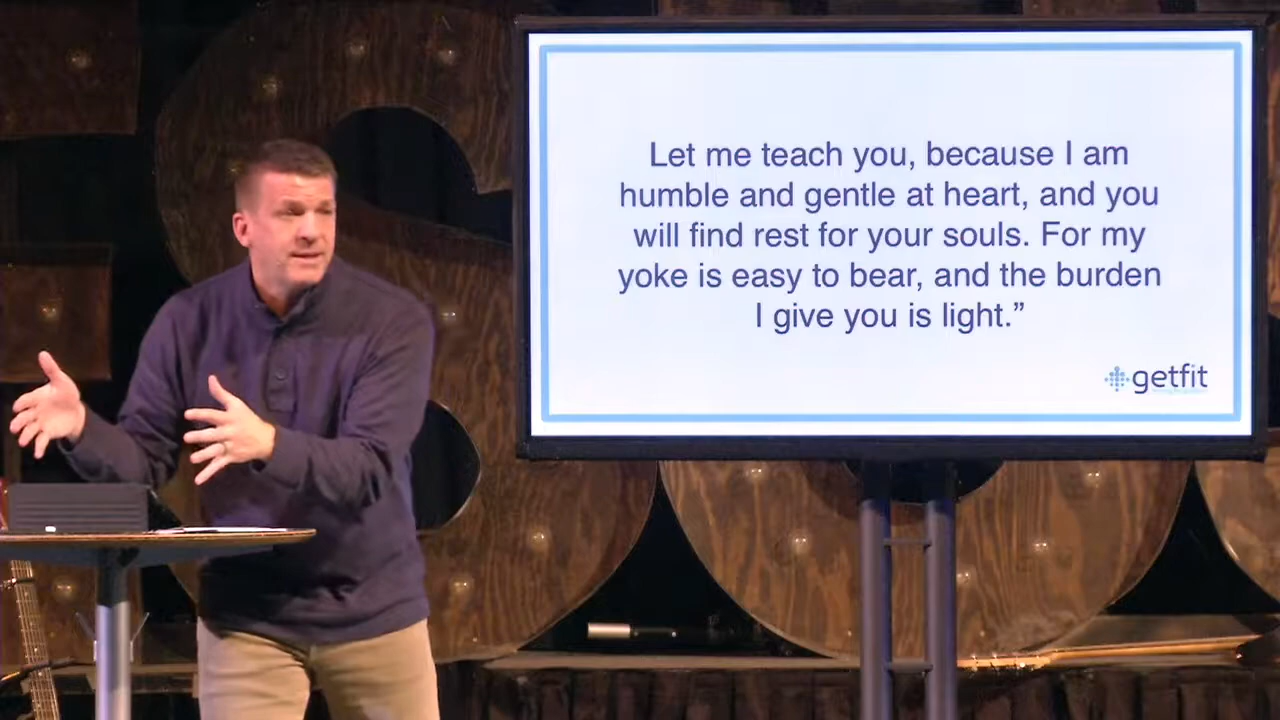 Let me teach you, because I am
humble and gentle at heart, and you
will find rest for your souls. For my
yoke is easy to bear, and the burden
I give you is light.”
getfit